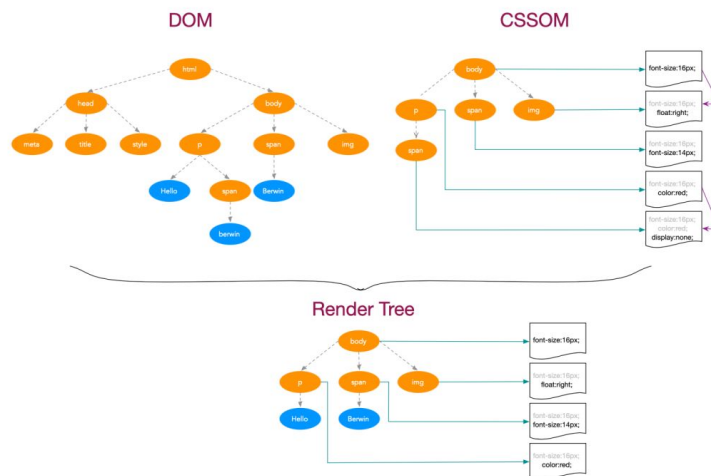 DOM
CSSOM
html
head
body
meta
title
style
p
span
img
Hello
span
Berwin
berwin
body
p
span
img
span
font-size:16px;
font-size:16px;
float:right;
font-size:16px;
font-size:14px;
font-size:16px;
color:red;
font-size:16px;
color:red;
display:none;
Render Tree
body
p
span
img
Hello
Berwin
font-size:16px;
font-size:16px;
float:right;
font-size:16px;
font-size:14px;
font-size:16px;
color:red;